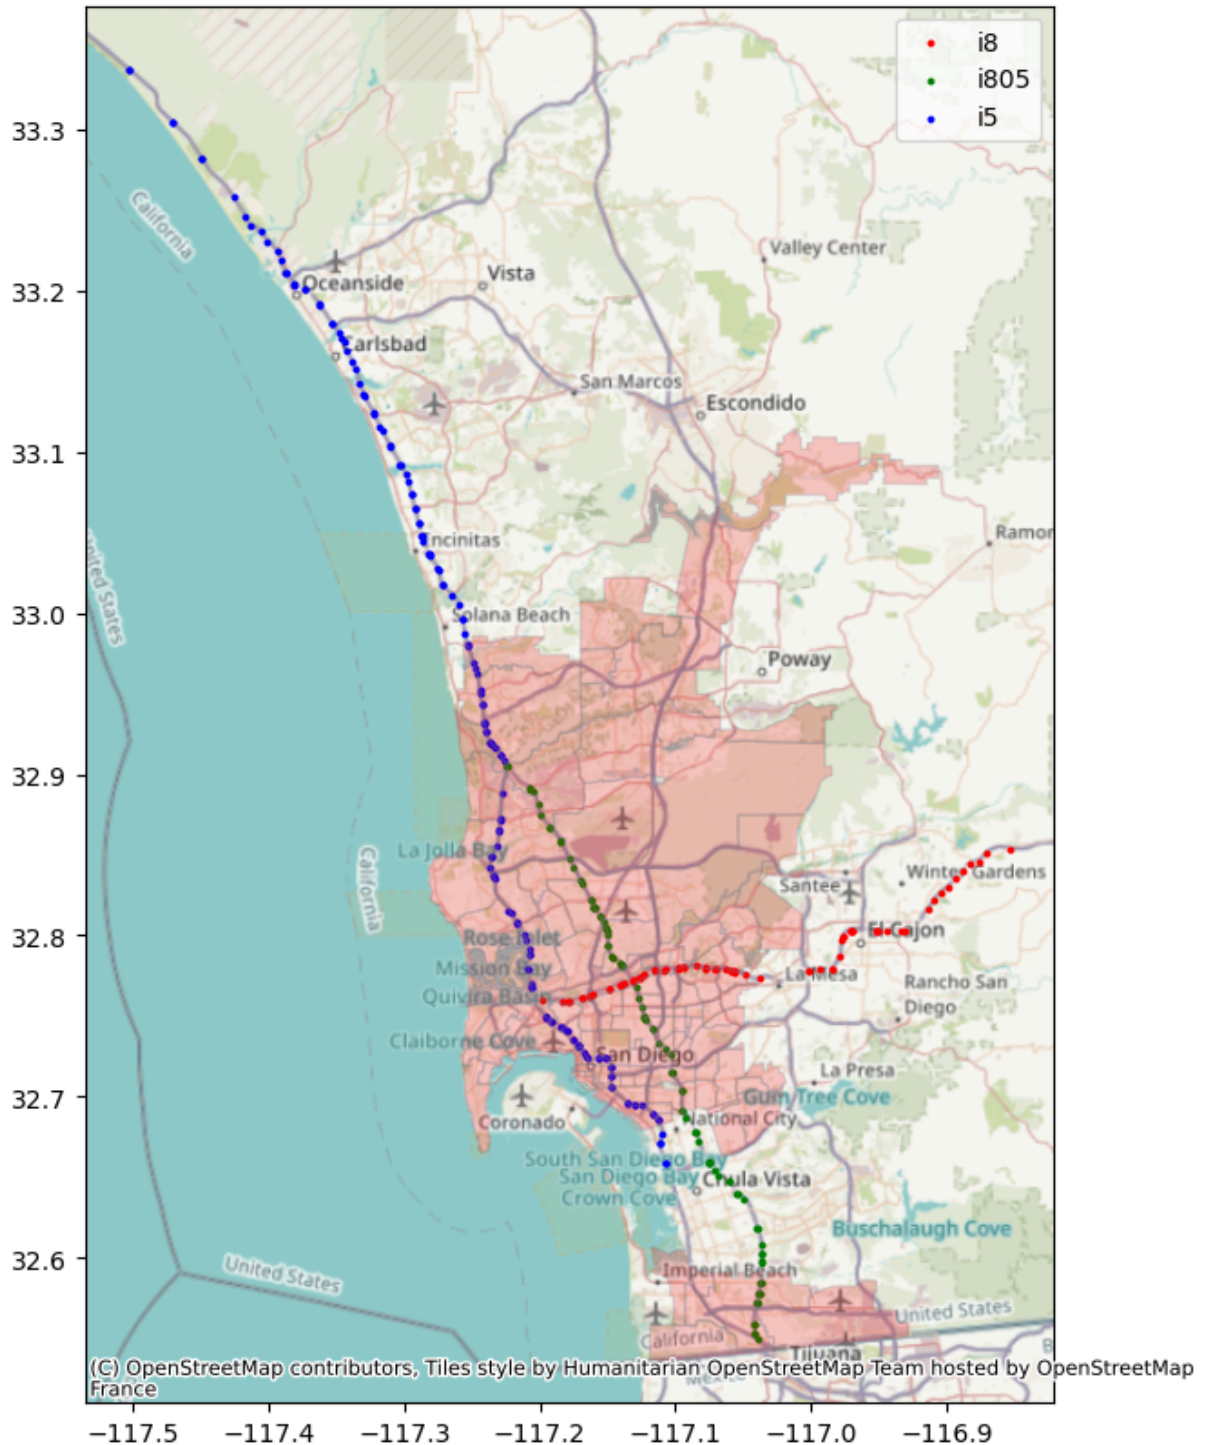 i8
i805
i5
33.3
33.2
33.1
33.0
32.9
32.8
32.7
32.6
−117.5
−117.4
−117.3
−117.2
−117.1
−117.0
−116.9
California
Valley Center
Oceanside
Vista
Carlsbad
San Marcos
Escondido
Encinitas
Ramon
United States
Solana Beach
Poway
La Jolla Bay
California
Santee
Winter Gardens
Rose Inlet
El Cajon
Mission Bay
La Mesa
Quivira Basin
Rancho San
Diego
Claiborne Cove
San Diego
La Presa
Gum Tree Cove
Coronado
National City
South San Diego Bay
San Diego Bay
Chula Vista
Crown Cove
Buschalaugh Cove
United States
Imperial Beach
United States
California
Tijuana
(C) OpenStreetMap contributors, Tiles style by Humanitarian OpenStreetMap Team hosted by OpenStreetMap
France